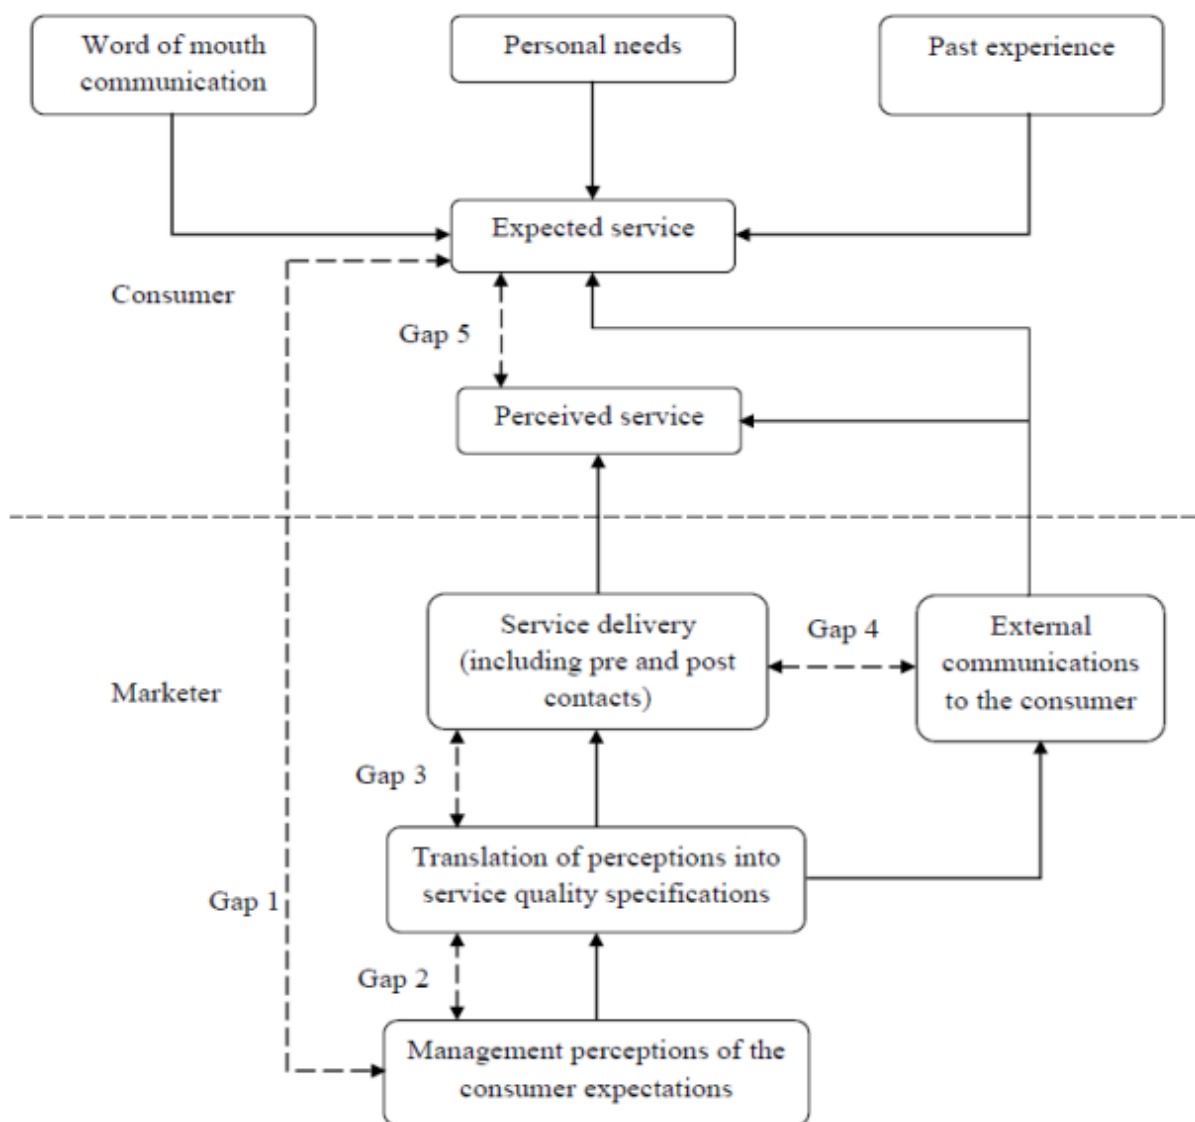 Word of mouth
communication
Personal needs
Past experience
Expected service
Consumer
Gap 5
Perceived service
Service delivery
(including pre and post
contacts)
Gap 4
External
communications
to the consumer
Marketer
Gap 3
Translation of perceptions into
service quality specifications
Gap 1
Gap 2
Management perceptions of the
consumer expectations